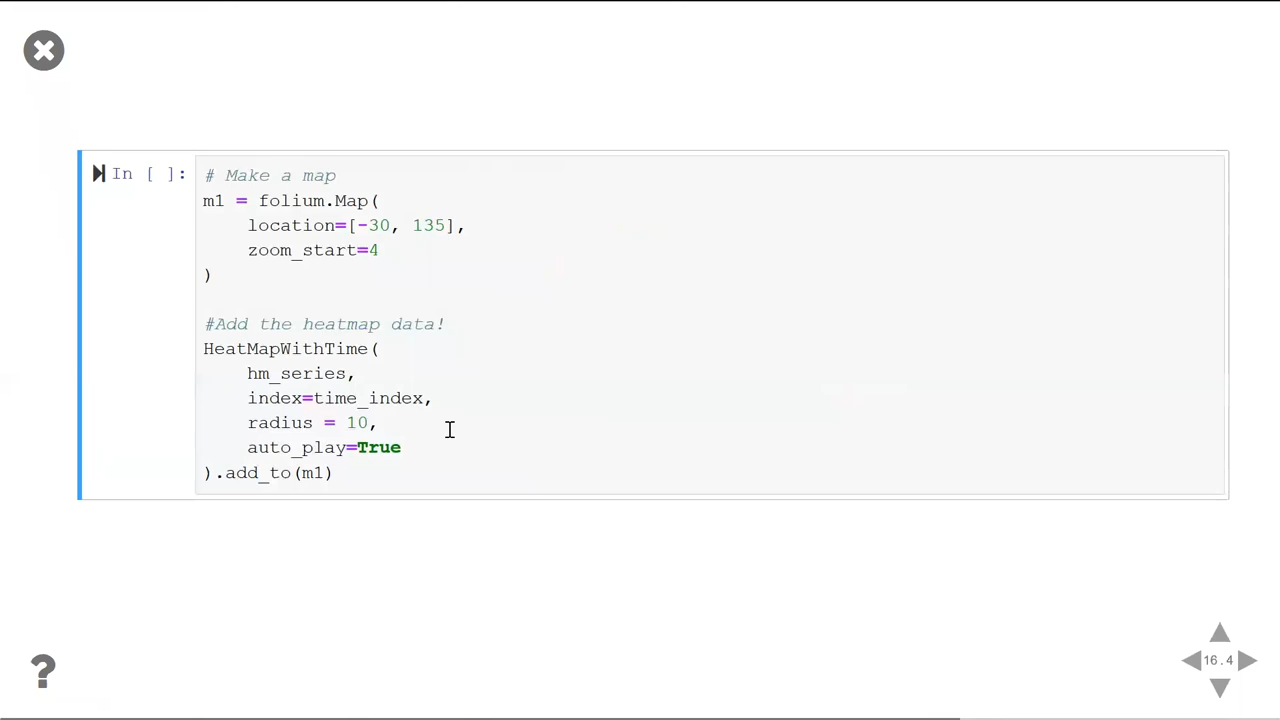 In [ ]:
# Make a map
m1 = folium.Map(
    location=[-30, 135],
    zoom_start=4
)
#Add the heatmap data!
HeatMapWithTime(
    hm_series,
    index=time_index,
    radius = 10,
    auto_play=True
).add_to(m1)
?
16.4